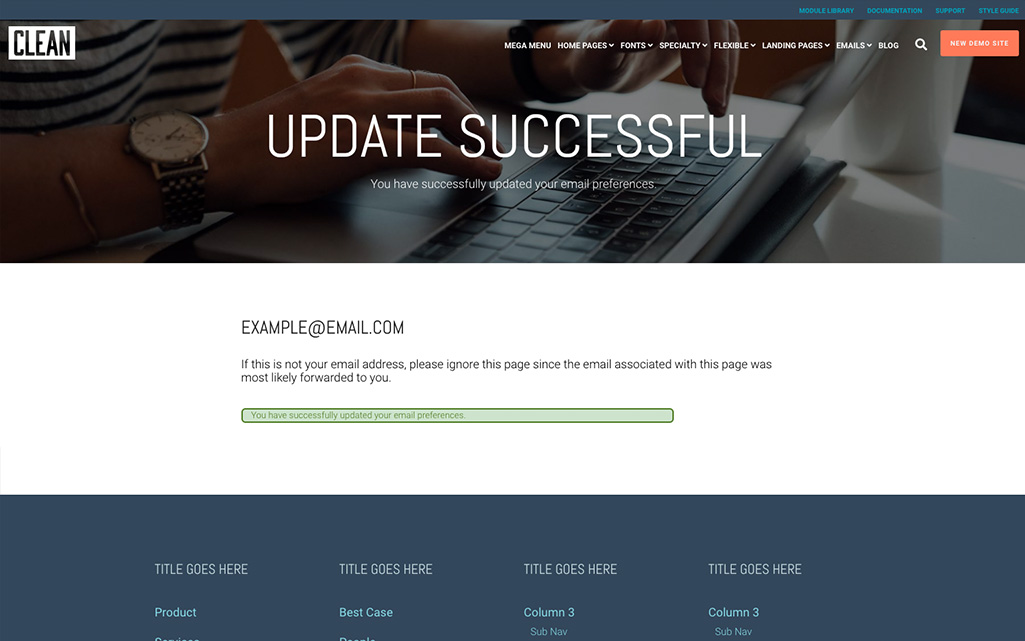 MODULE LIBRARY DOCUMENTATION SUPPORT STYLE GUIDE
CLEAN
MEGA MENU HOME PAGES FONTS SPECIALTY FLEXIBLE LANDING PAGES EMAILS BLOG
NEW DEMO SITE
UPDATE SUCCESSFUL
You have successfully updated your email preferences.
EXAMPLE@EMAIL.COM
If this is not your email address, please ignore this page since the email associated with this page was
most likely forwarded to you.
You have successfully updated your email preferences.
TITLE GOES HERE TITLE GOES HERE TITLE GOES HERE TITLE GOES HERE
Product Best Case Column 3 Column 3
Sub Nav Sub Nav
Services People